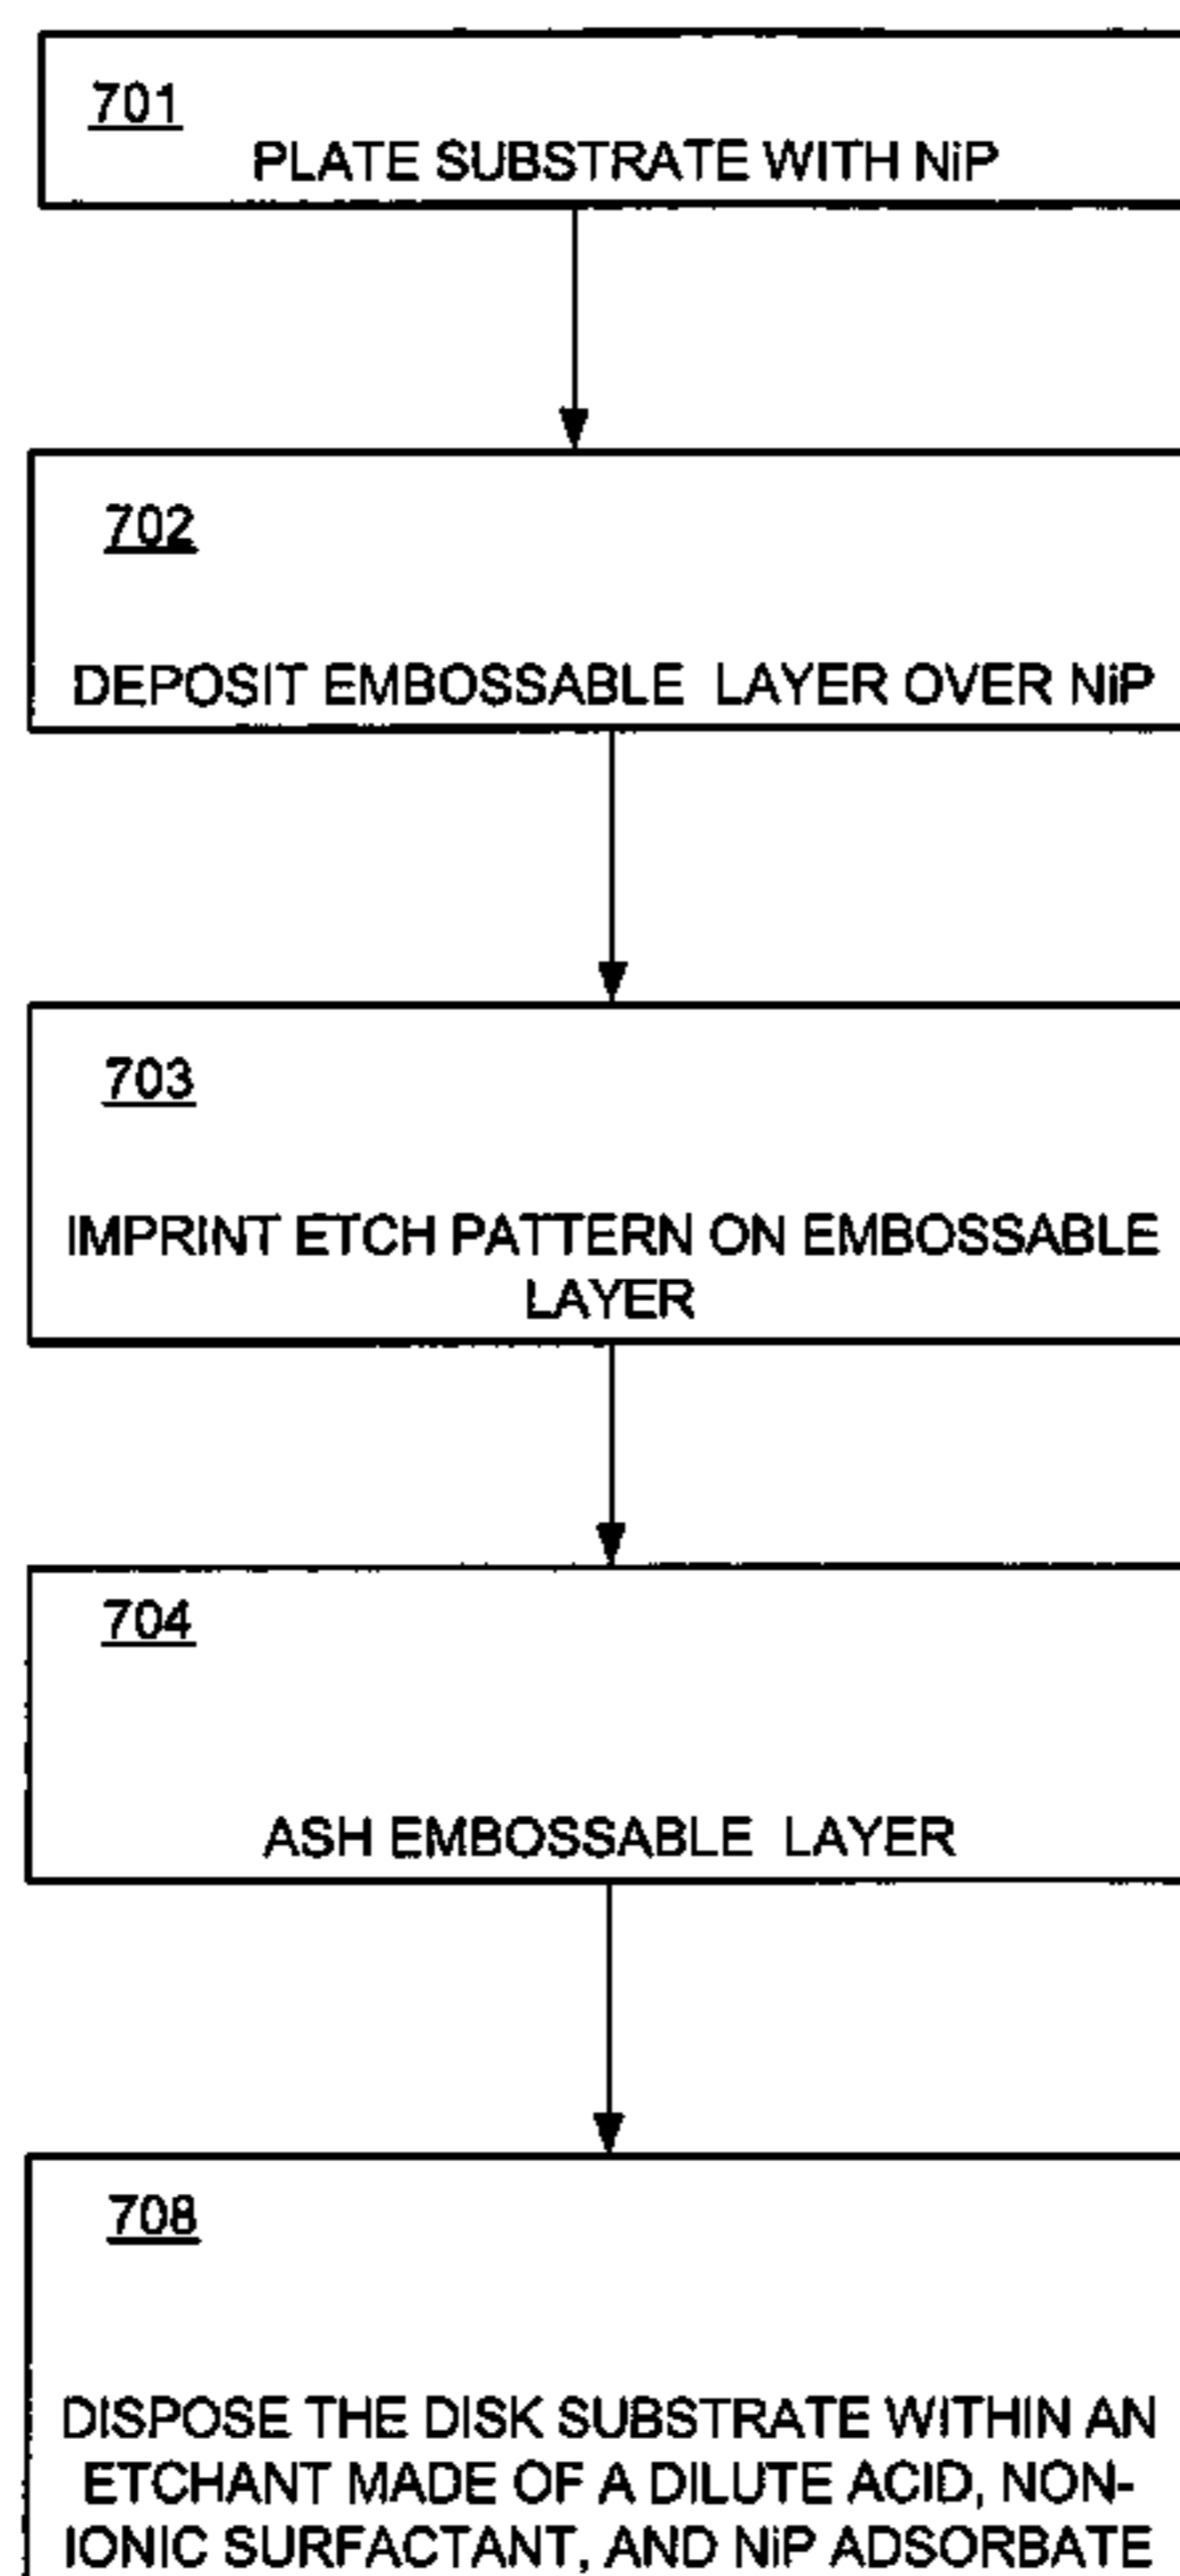 701
PLATE SUBSTRATE WITH NiP
702
DEPOSIT EMBOSSABLE LAYER OVER NiP
703
IMPRINT ETCH PATTERN ON EMBOSSABLE
LAYER
704
ASH EMBOSSABLE LAYER
708
DISPOSE THE DISK SUBSTRATE WITHIN AN
ETCHANT MADE OF A DILUTE ACID, NON-
IONIC SURFACTANT, AND NiP ADSORBATE